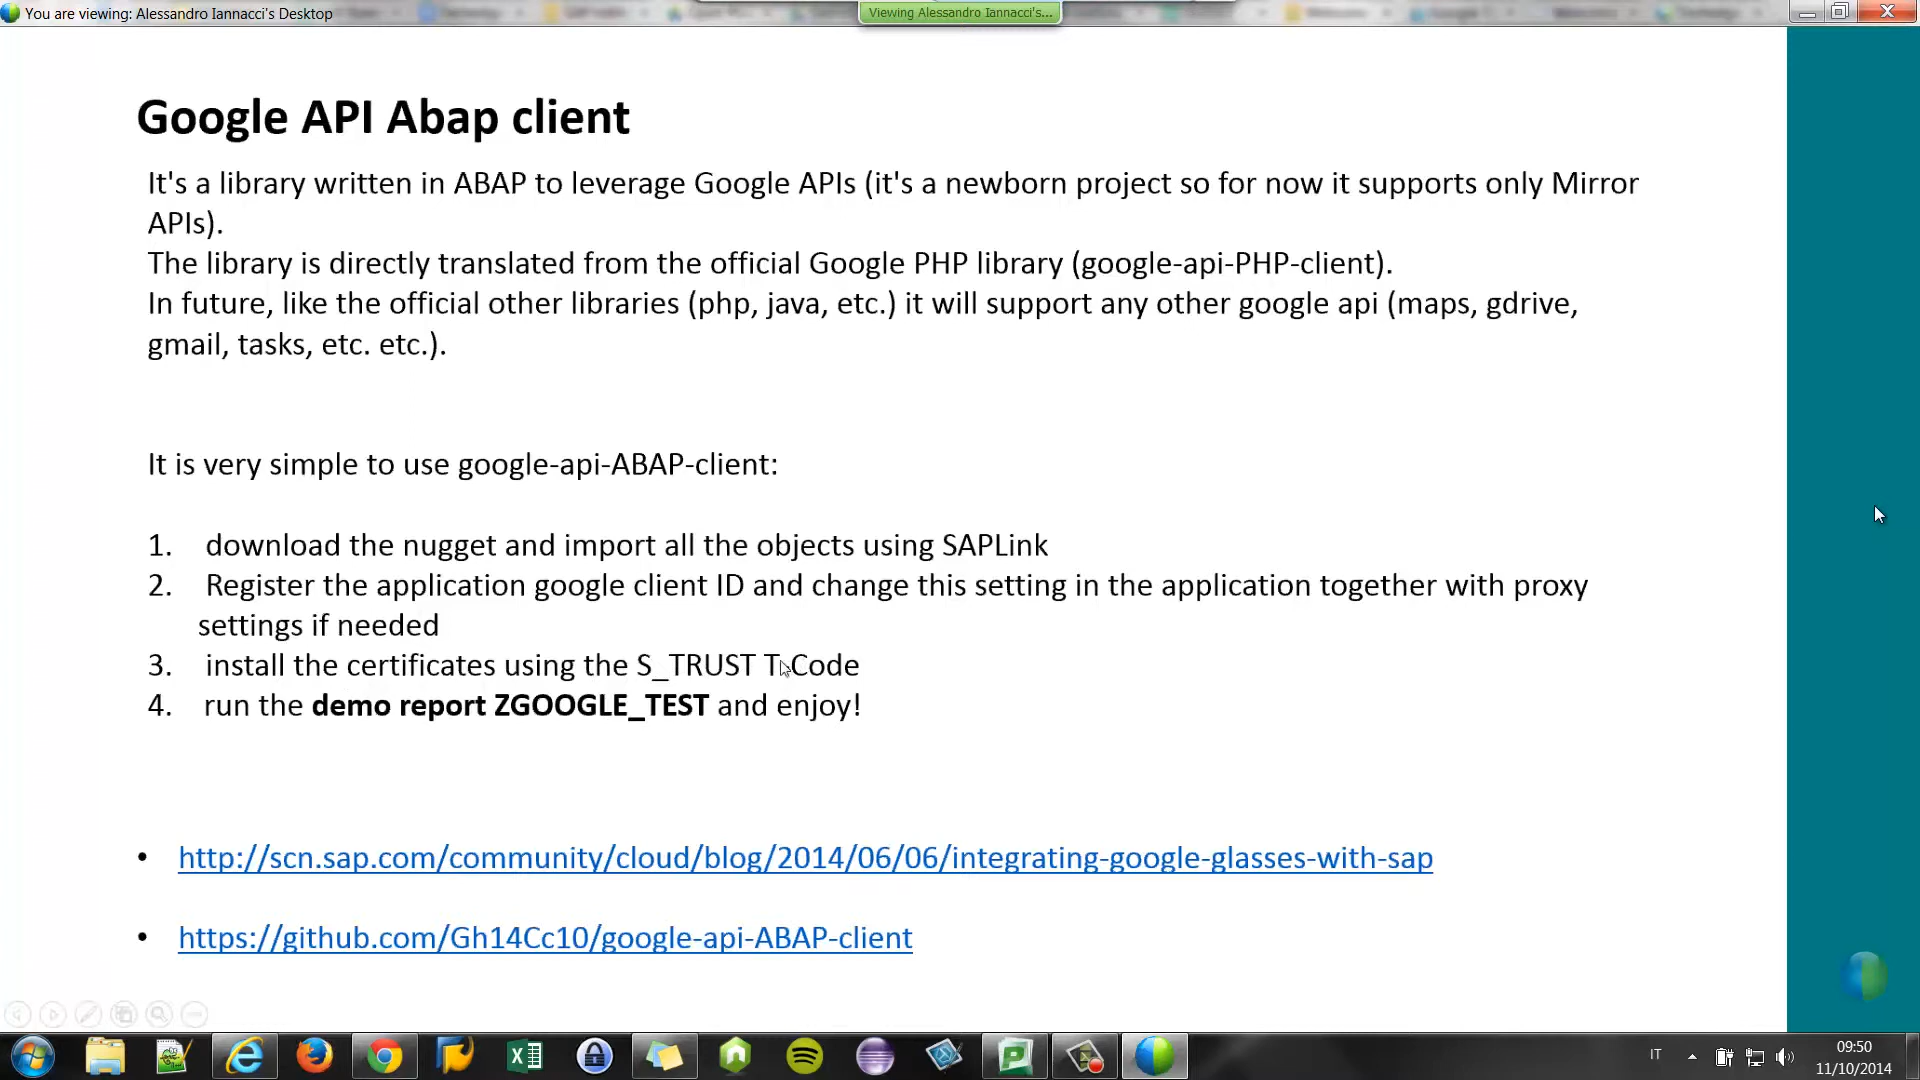 You are viewing: Alessandro Iannacci's Desktop
Viewing Alessandro Iannacci's...
Google API Abap client
It's a library written in ABAP to leverage Google APIs (it's a newborn project so for now it supports only Mirror
APIs).
The library is directly translated from the official Google PHP library (google-api-PHP-client).
In future, like the official other libraries (php, java, etc.) it will support any other google api (maps, gdrive,
gmail, tasks, etc. etc.).
It is very simple to use google-api-ABAP-client:
1. download the nugget and import all the objects using SAPLink
2. Register the application google client ID and change this setting in the application together with proxy
settings if needed
3. install the certificates using the S_TRUST T-Code
4. run the demo report ZGOOGLE_TEST and enjoy!
• http://scn.sap.com/community/cloud/blog/2014/06/06/integrating-google-glasses-with-sap
• https://github.com/Gh14Cc10/google-api-ABAP-client
IT
09:50
11/10/2014